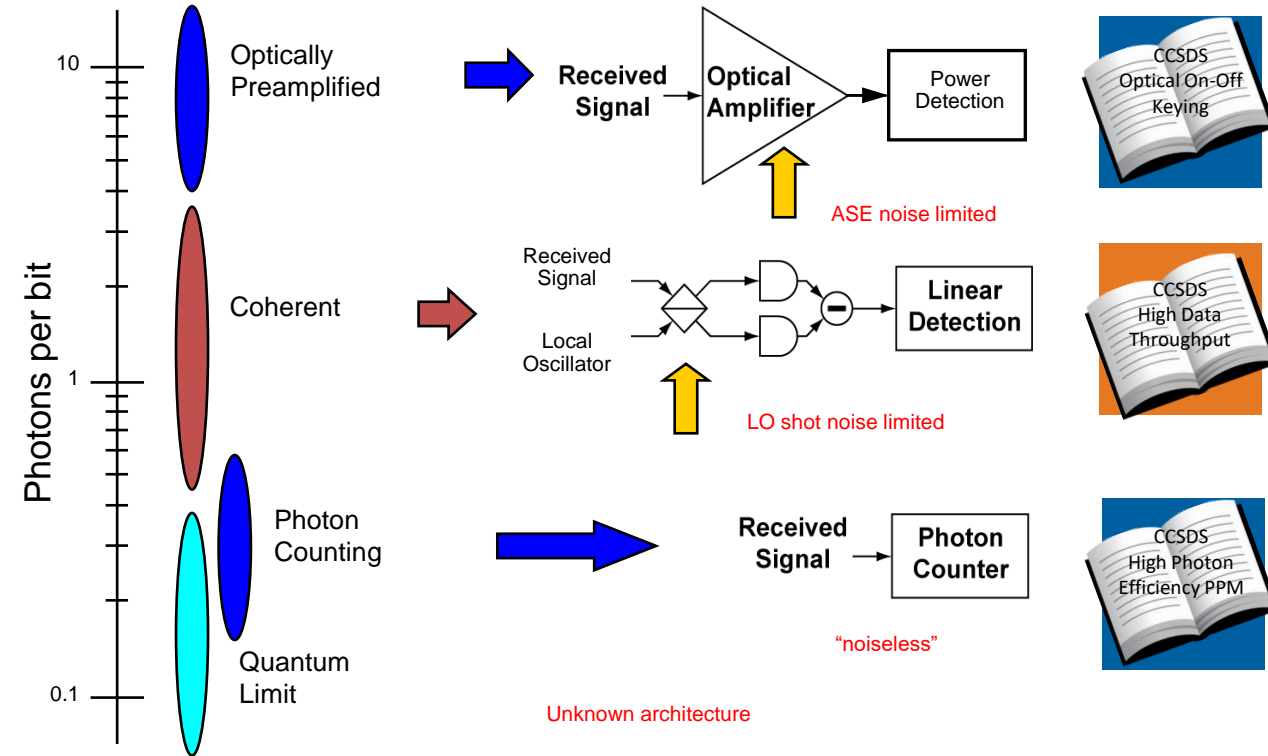 Photons per bit
10
1
0.1
Optically
Preamplified
Received
Signal
Optical
Amplifier
Power
Detection
CCSDS
Optical On-Off
Keying
ASE noise limited
Coherent
Received
Signal
Local
Oscillator
Linear
Detection
CCSDS
High Data
Throughput
LO shot noise limited
Photon
Counting
Received
Signal
Photon
Counter
CCSDS
High Photon
Efficiency PPM
“noiseless”
Quantum
Limit
Unknown architecture